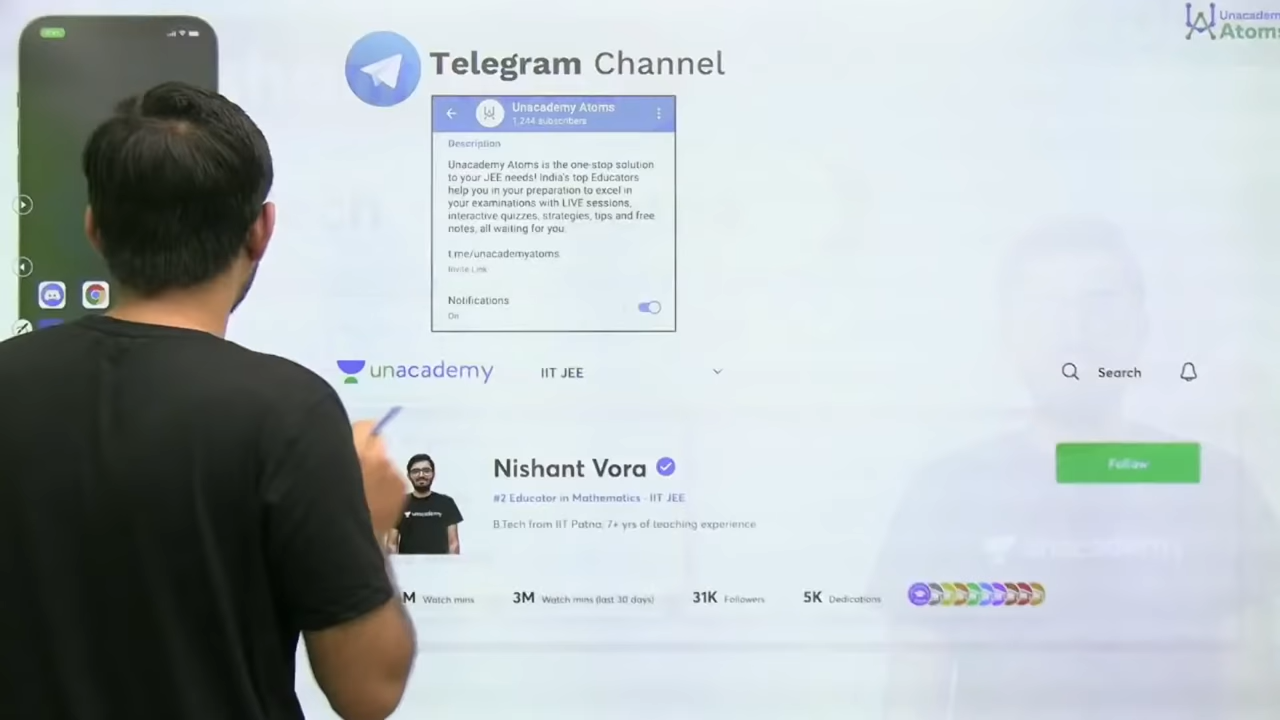 Unacadem
Atoms
Telegram Channel
Unacademy Atoms
1,244 subscribers
Description
Unacademy Atoms is the one-stop solution
to your JEE needs! India's top Educators
help you in your preparation to excel in
your examinations with LIVE sessions,
interactive quizzes, strategies, tips and free
notes, all waiting for you.
t.me/unacademyatoms
Invite Link
Notifications
On
unacademy IIT JEE Search
Nishant Vora
Follow
#2 Educator in Mathematics - IIT JEE
B.Tech from IIT Patna; 7+ yrs of teaching experience
unacademy
M Watch mins 3M Watch mins (last 30 days) 31K Followers 5K Dedications
unacademy